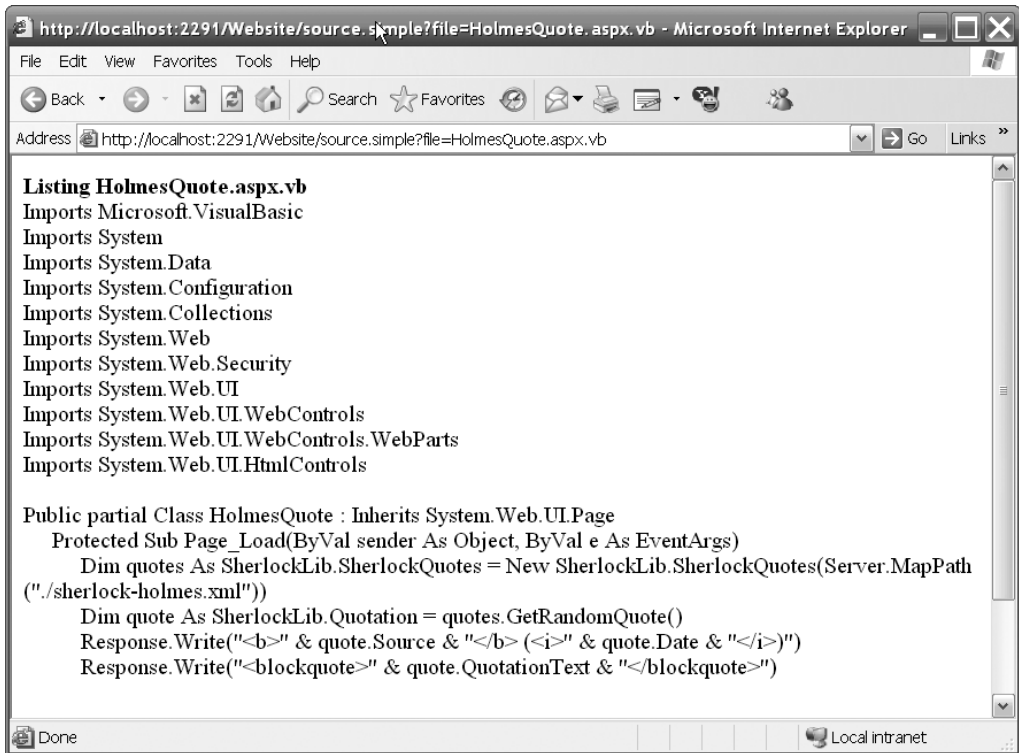 http://localhost:2291/Website/source.simple?file=HolmesQuote.aspx.vb - Microsoft Internet Explorer
File Edit View Favorites Tools Help
Back Search Favorites
Address http://localhost:2291/Website/source.simple?file=HolmesQuote.aspx.vb Go Links »
Listing HolmesQuote.aspx.vb
Imports Microsoft.VisualBasic
Imports System
Imports System.Data
Imports System.Configuration
Imports System.Collections
Imports System.Web
Imports System.Web.Security
Imports System.Web.UI
Imports System.Web.UI.WebControls
Imports System.Web.UI.WebControls.WebParts
Imports System.Web.UI.HtmlControls
Public partial Class HolmesQuote : Inherits System.Web.UI.Page
Protected Sub Page_Load(ByVal sender As Object, ByVal e As EventArgs)
Dim quotes As SherlockLib.SherlockQuotes = New SherlockLib.SherlockQuotes(Server.MapPath
("./sherlock-holmes.xml"))
Dim quote As SherlockLib.Quotation = quotes.GetRandomQuote()
Response.Write("<b>" & quote.Source & "</b> (<i>" & quote.Date & "</i>)")
Response.Write("<blockquote>" & quote.QuotationText & "</blockquote>")
Done Local intranet